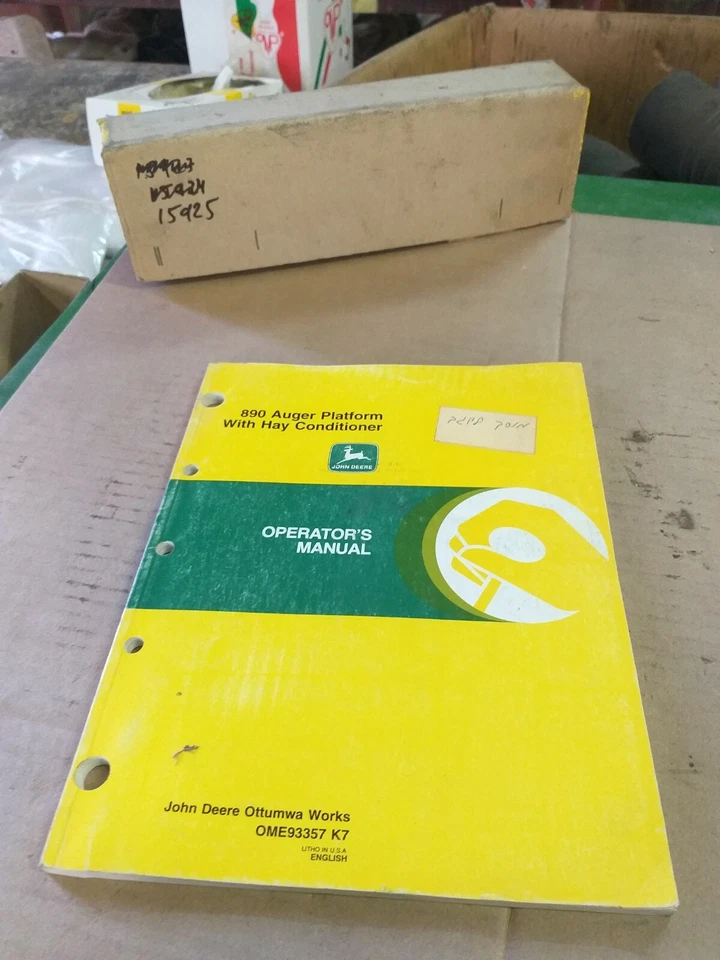 15925
890 Auger Platform
With Hay Conditioner
JOHN DEERE
OPERATOR'S
MANUAL
John Deere Ottumwa Works
OME93357 K7
LITHO IN U.S.A.
ENGLISH